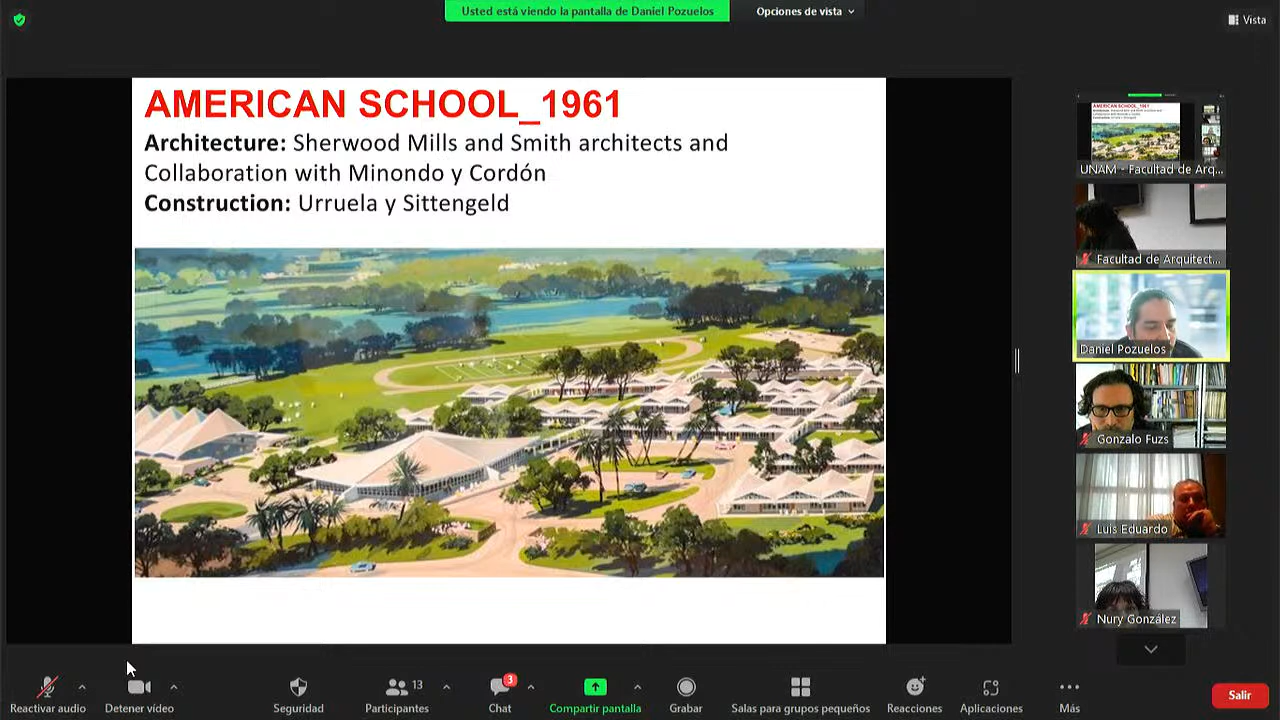 Usted está viendo la pantalla de Daniel Pozuelos
Opciones de vista
Vista
AMERICAN SCHOOL_1961
Architecture: Sherwood Mills and Smith architects and
Collaboration with Minondo y Cordón
Construction: Urruela y Sittengeld
UNAM - Facultad de Arq...
Facultad de Arquitect...
Daniel Pozuelos
Gonzalo Fuzs
Luis Eduardo
Nury González
Reactivar audio
Detener vídeo
Seguridad
13
Participantes
3
Chat
Compartir pantalla
Grabar
Salas para grupos pequeños
Reacciones
Aplicaciones
Más
Salir